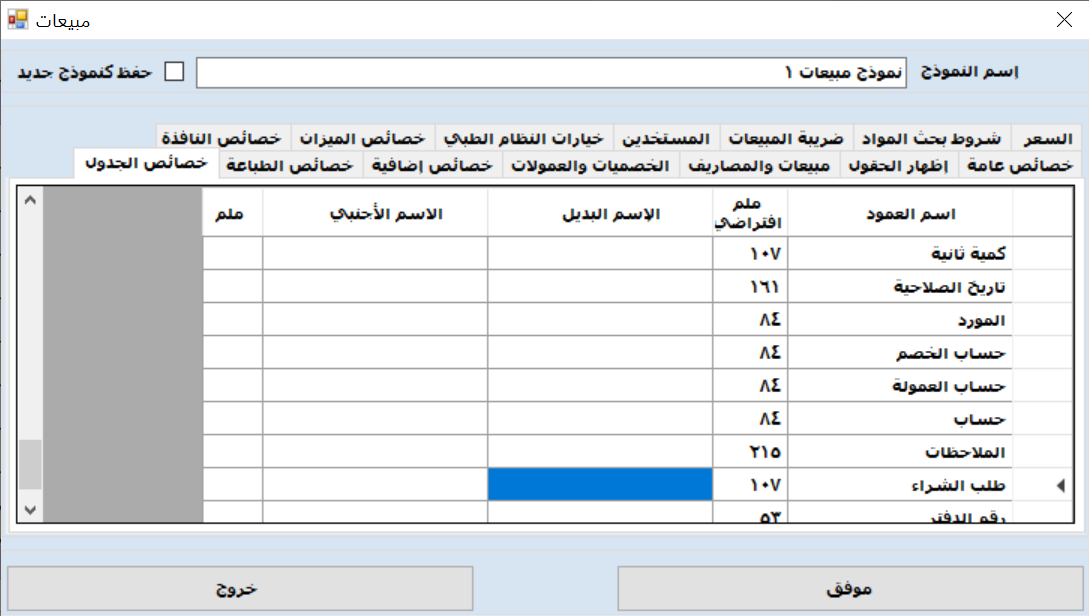 مبيعات
إسم النموذج نموذج مبيعات ١ حفظ كنموذج جديد
السعر شروط بحث المواد ضريبة المبيعات المستخدين خيارات النظام الطبي خصائص الميزان خصائص النافذة
خصائص عامة إظهار الحقول مبيعات والمصاريف الخصميات والعمولات خصائص إضافية خصائص الطباعة خصائص الجدول
اسم العمود ملم افتراضي الإسم البديل الاسم الأجنبي ملم
كمية ثانية ١٠٧
تاريخ الصلاحية ١٦١
المورد ٨٤
حساب الخصم ٨٤
حساب العمولة ٨٤
حساب ٨٤
الملاحظات ٢١٥
طلب الشراء ١٠٧
رقم الدفتر ٥٣
موفق خروج